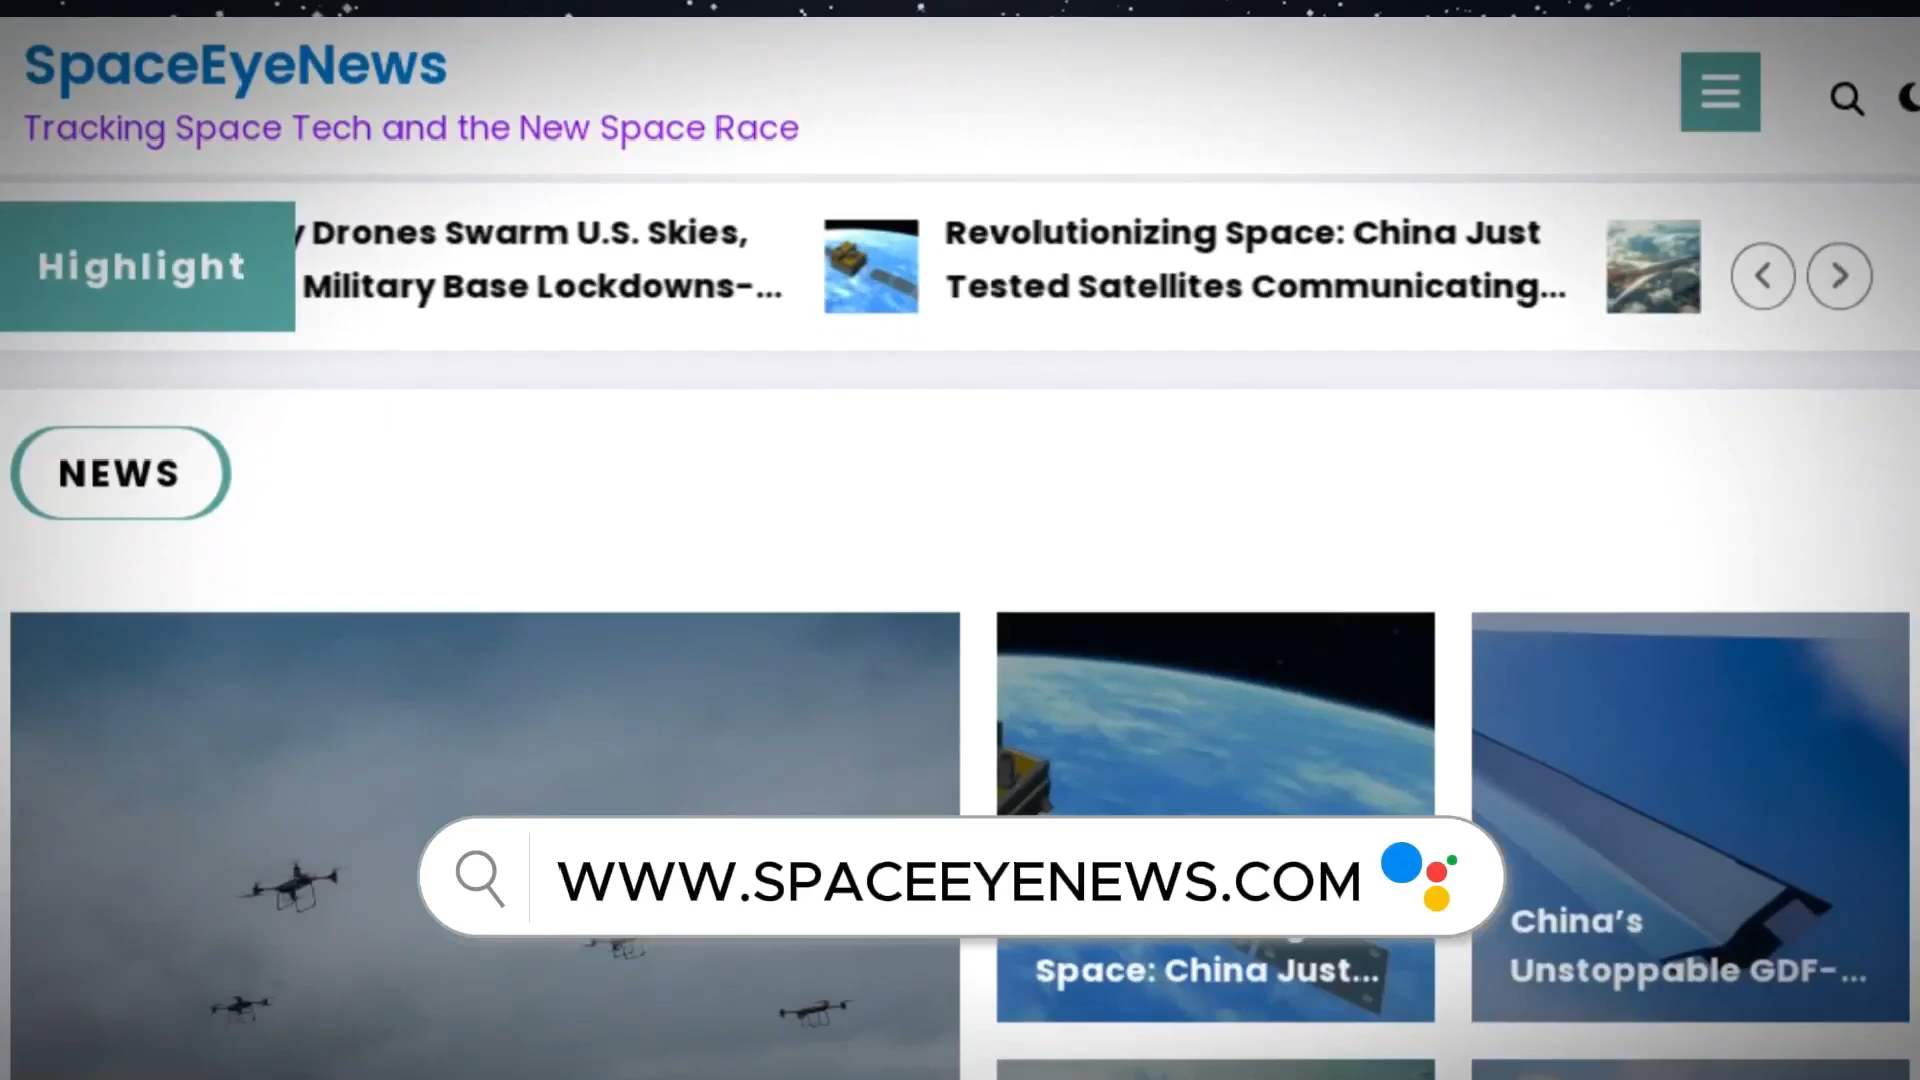 SpaceEyeNews
Tracking Space Tech and the New Space Race
Highlight
Drones Swarm U.S. Skies,
Military Base Lockdowns-...
Revolutionizing Space: China Just
Tested Satellites Communicating...
NEWS
WWW.SPACEEYENEWS.COM
Space: China Just...
China’s
Unstoppable GDF-...